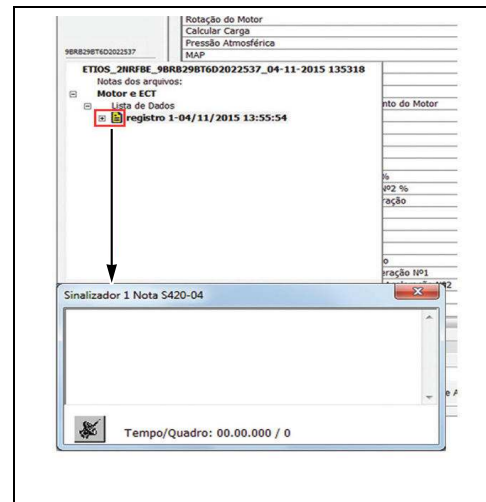 Rotação do Motor
Calcular Carga
Pressão Atmosférica
9BRB29BT6D2022537
MAP
ETIOS_2NRFBE_9BRB29BT6D2022537_04-11-2015 135318
Notas dos arquivos:
Motor e ECT
Lista de Dados
nto do Motor
registro 1-04/11/2015 13:55:54
%
Nº2 %
ração
o
eração Nº1
Nº2
Sinalizador 1 Nota S420-04
e A
Tempo/Quadro: 00.00.000 / 0